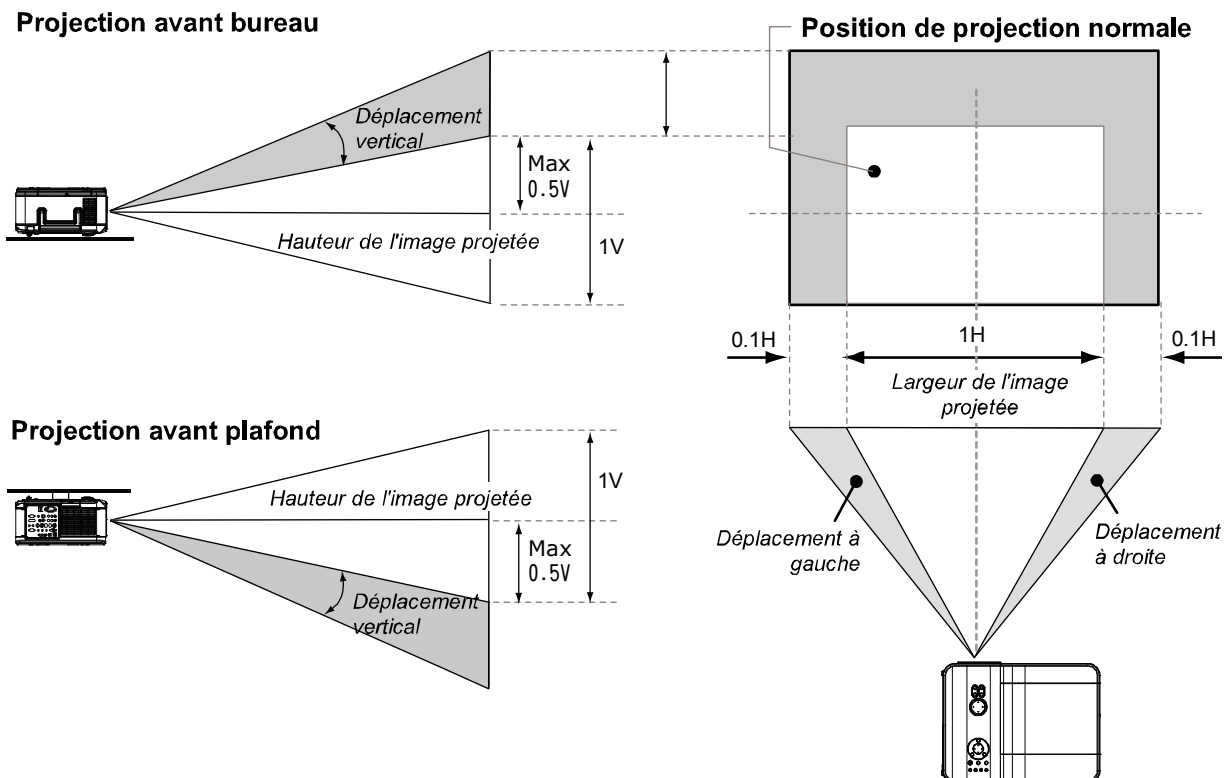 Projection avant bureau
Position de projection normale
Déplacement
vertical
Max
0.5V
Hauteur de l'image projetée
1V
0.1H
1H
0.1H
Largeur de l'image
projetée
Projection avant plafond
1V
Hauteur de l'image projetée
Max
0.5V
Déplacement
vertical
Déplacement à
gauche
Déplacement
à droite